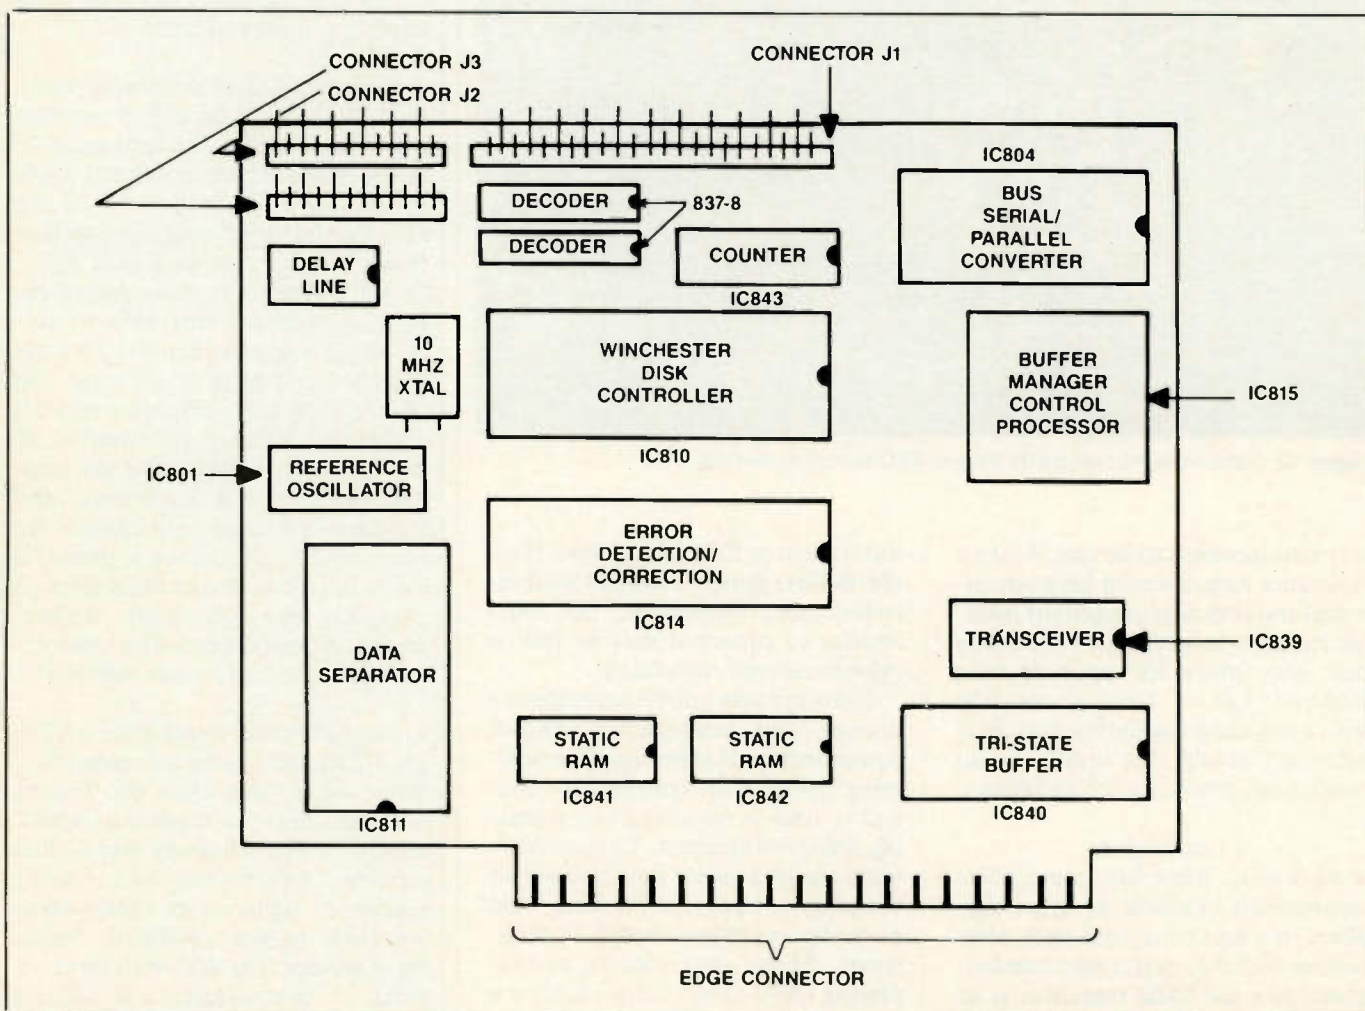 CONNECTOR J3
CONNECTOR J2
CONNECTOR J1
IC804
DECODER
DECODER
837-8
BUS
SERIAL/
PARALLEL
CONVERTER
DELAY
LINE
COUNTER
IC843
10
MHZ
XTAL
WINCHESTER
DISK
CONTROLLER
IC810
BUFFER
MANAGER
CONTROL
PROCESSOR
IC815
IC801
REFERENCE
OSCILLATOR
ERROR
DETECTION/
CORRECTION
IC814
TRANSCEIVER
IC839
DATA
SEPARATOR
IC811
STATIC
RAM
IC841
STATIC
RAM
IC842
TRI-STATE
BUFFER
IC840
EDGE CONNECTOR